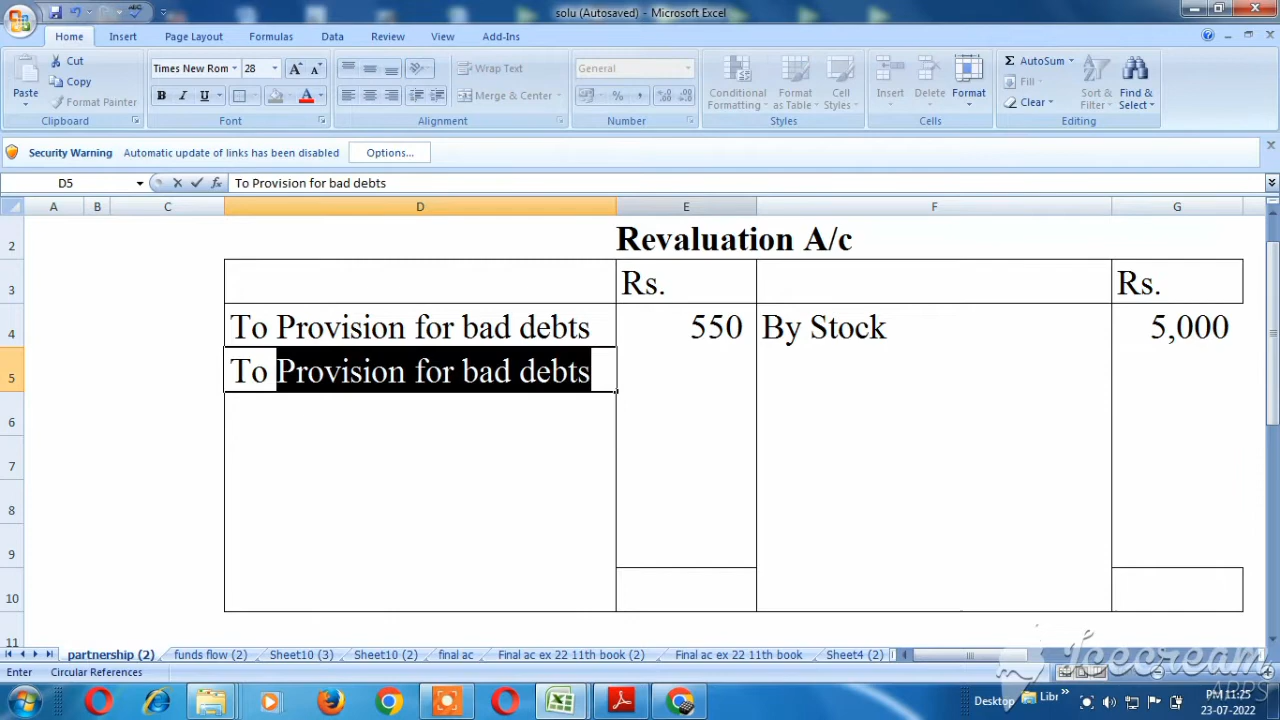 solu (Autosaved) - Microsoft Excel
Home Insert Page Layout Formulas Data Review View Add-Ins
Paste
Cut
Copy
Format Painter
Clipboard
Times New Rom 28
B I U
Font
Wrap Text
Merge & Center
Alignment
General
%
Number
Conditional Formatting
Format as Table
Cell Styles
Styles
Insert Delete Format
Cells
AutoSum
Fill
Clear
Sort & Filter
Find & Select
Editing
Security Warning Automatic update of links has been disabled Options...
D5 To Provision for bad debts
A B C D E F G
2 Revaluation A/c
3 Rs. Rs.
4 To Provision for bad debts 550 By Stock 5,000
5 To Provision for bad debts
6
7
8
9
10
11
partnership (2) funds flow (2) Sheet10 (3) Sheet10 (2) final ac Final ac ex 22 11th book (2) Final ac ex 22 11th book Sheet4 (2)
Enter Circular References
Icecream
APPS
Desktop Libr
PM 11:25
23-07-2022